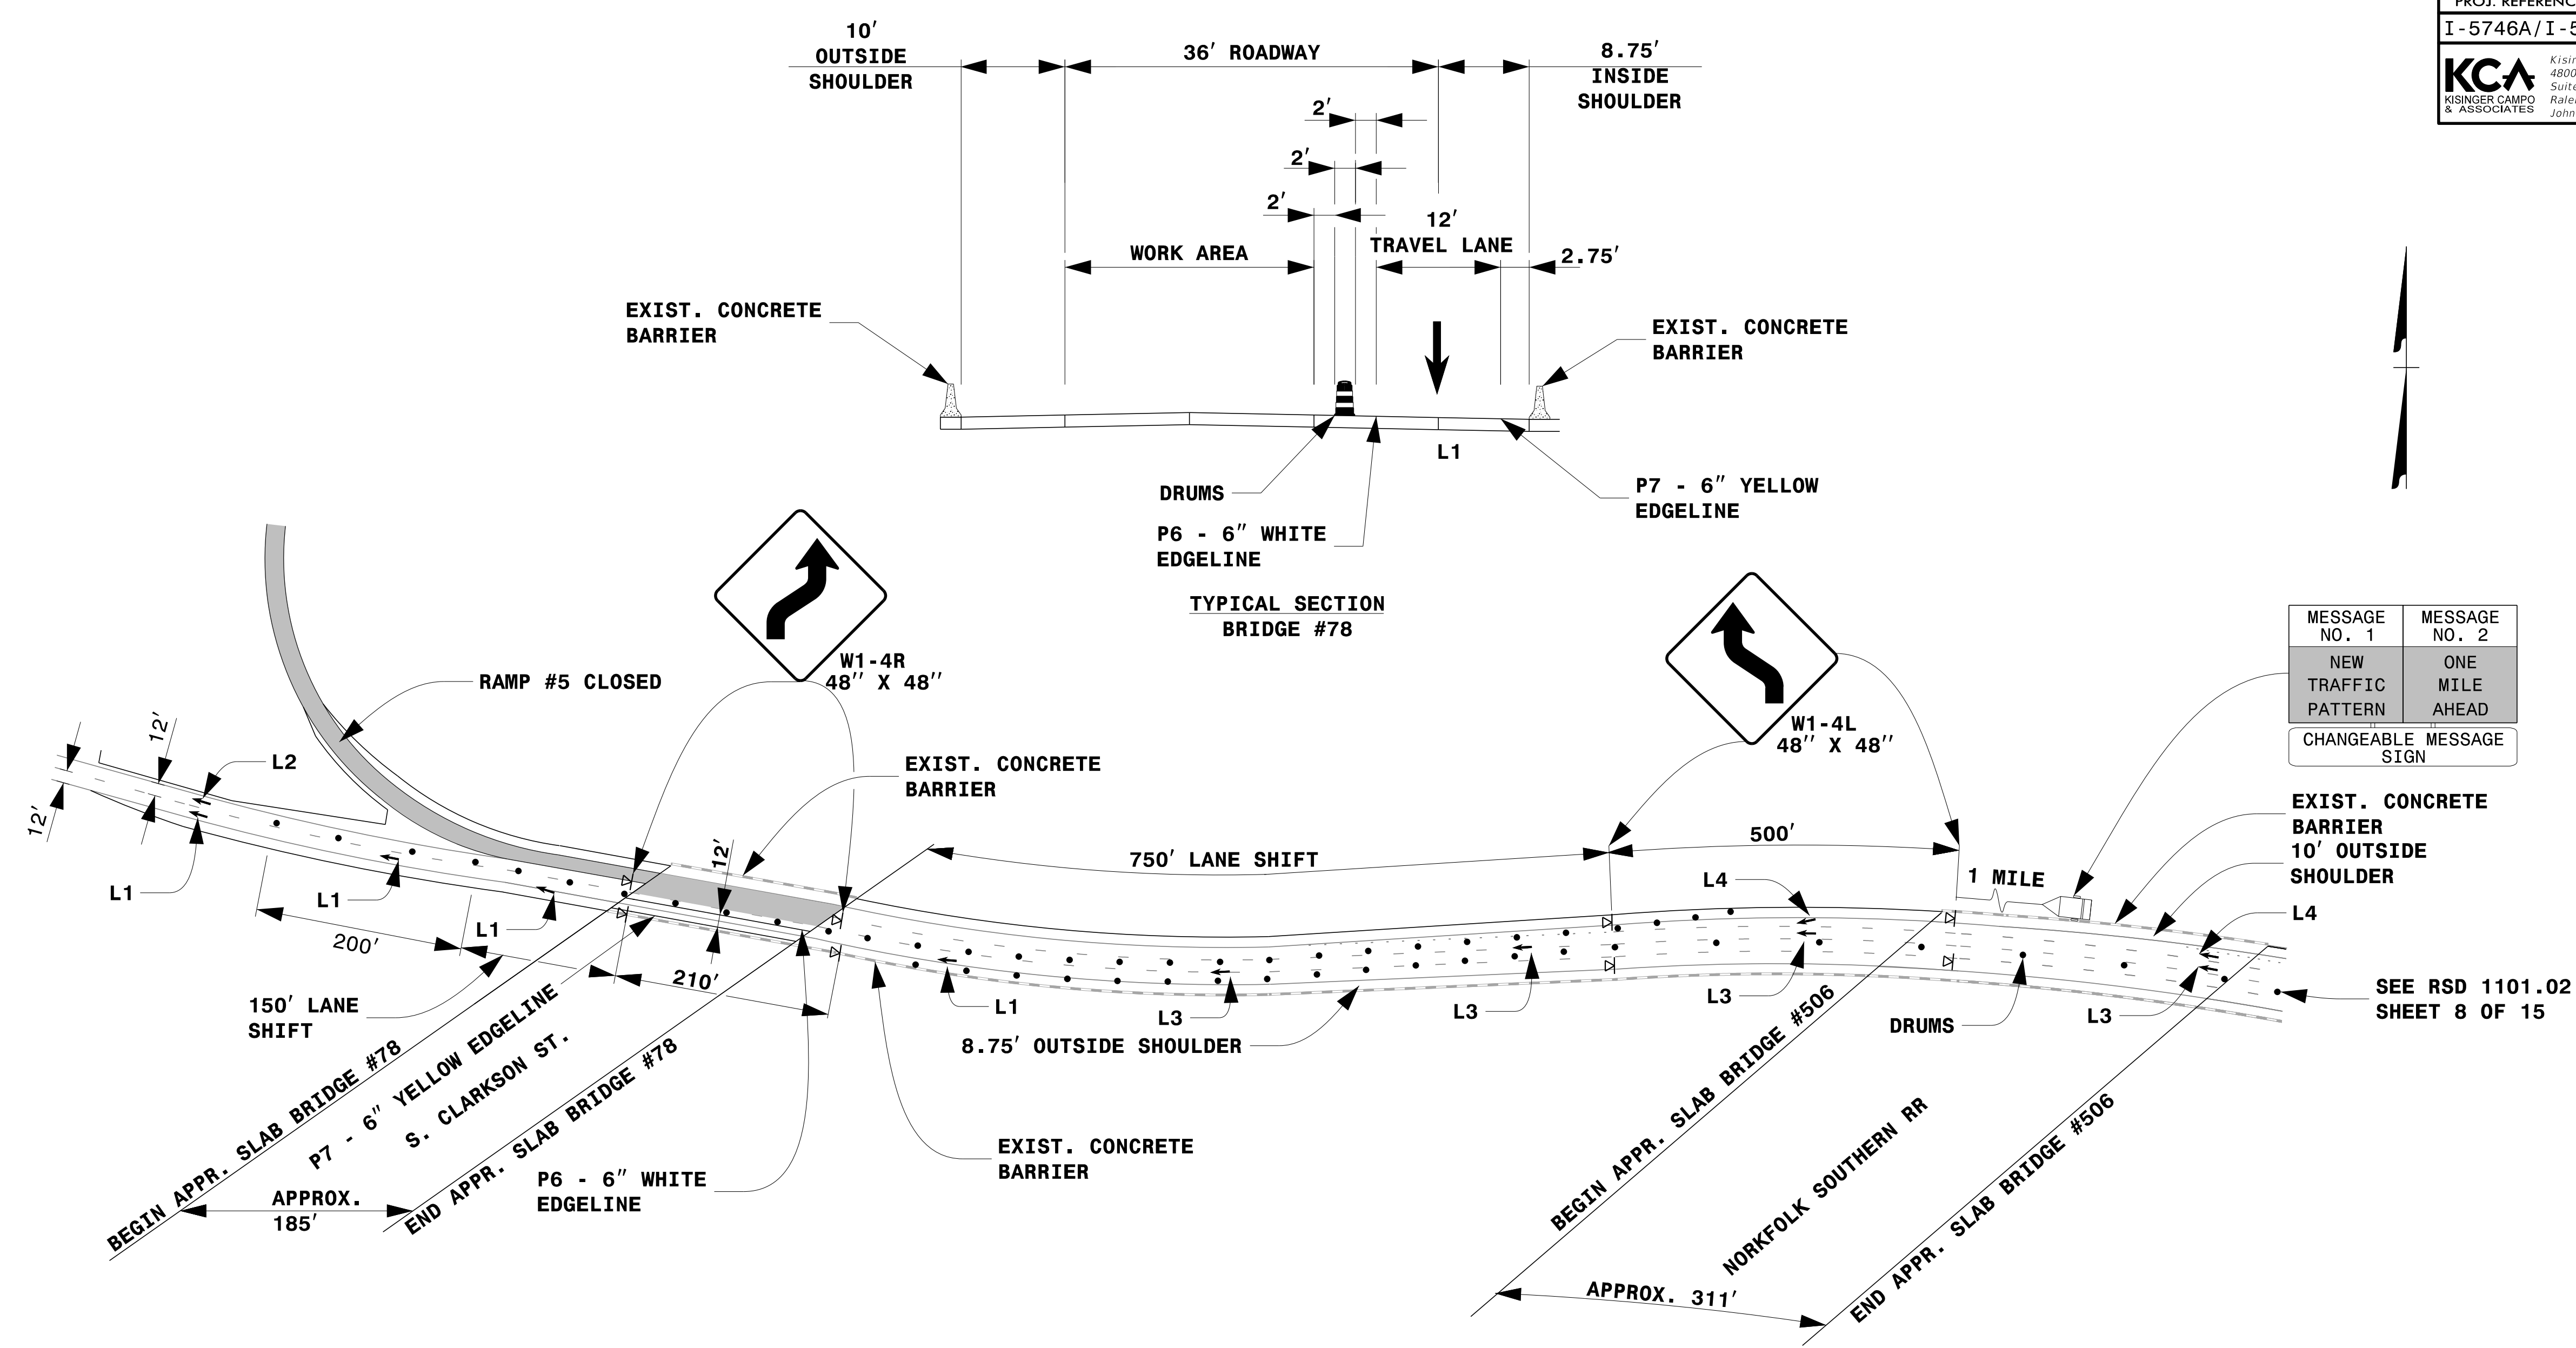 PROJ. REFERENC
I-5746A/I-5
KCA
KISINGER CAMPO
& ASSOCIATES
Kisin
4800
Suite
Rale
John
10'
OUTSIDE
SHOULDER
36' ROADWAY
8.75'
INSIDE
SHOULDER
2'
2'
2'
12'
TRAVEL LANE
WORK AREA
2.75'
EXIST. CONCRETE
BARRIER
EXIST. CONCRETE
BARRIER
L1
DRUMS
P6 - 6" WHITE
EDGELINE
P7 - 6" YELLOW
EDGELINE
TYPICAL SECTION
BRIDGE #78
W1-4R
48" X 48"
W1-4L
48" X 48"
MESSAGE
NO. 1
MESSAGE
NO. 2
NEW
TRAFFIC
PATTERN
ONE
MILE
AHEAD
CHANGEABLE MESSAGE
SIGN
RAMP #5 CLOSED
12'
12'
L2
L1
L1
L1
200'
150' LANE
SHIFT
EXIST. CONCRETE
BARRIER
12'
210'
750' LANE SHIFT
500'
1 MILE
L4
EXIST. CONCRETE
BARRIER
10' OUTSIDE
SHOULDER
L4
L1
L3
L3
L3
DRUMS
L3
SEE RSD 1101.02
SHEET 8 OF 15
8.75' OUTSIDE SHOULDER
BEGIN APPR. SLAB BRIDGE #78
P7 - 6" YELLOW EDGELINE
S. CLARKSON ST.
END APPR. SLAB BRIDGE #78
APPROX.
185'
P6 - 6" WHITE
EDGELINE
EXIST. CONCRETE
BARRIER
BEGIN APPR. SLAB BRIDGE #506
NORKFOLK SOUTHERN RR
END APPR. SLAB BRIDGE #506
APPROX. 311'